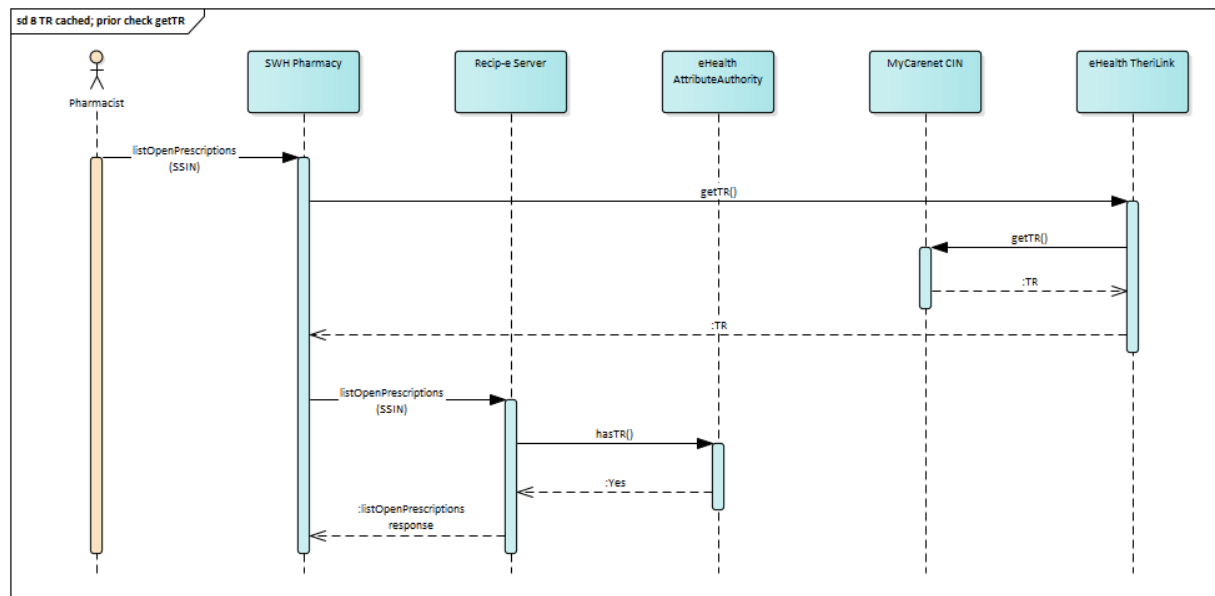 sd 8 TR cached; prior check getTR
SWH Pharmacy
Recip-e Server
eHealth
AttributeAuthority
MyCarenet CIN
eHealth TheriLink
Pharmacist
listOpenPrescriptions
(SSIN)
getTR()
getTR()
:TR
:TR
listOpenPrescriptions
(SSIN)
hasTR()
:Yes
:listOpenPrescriptions
response